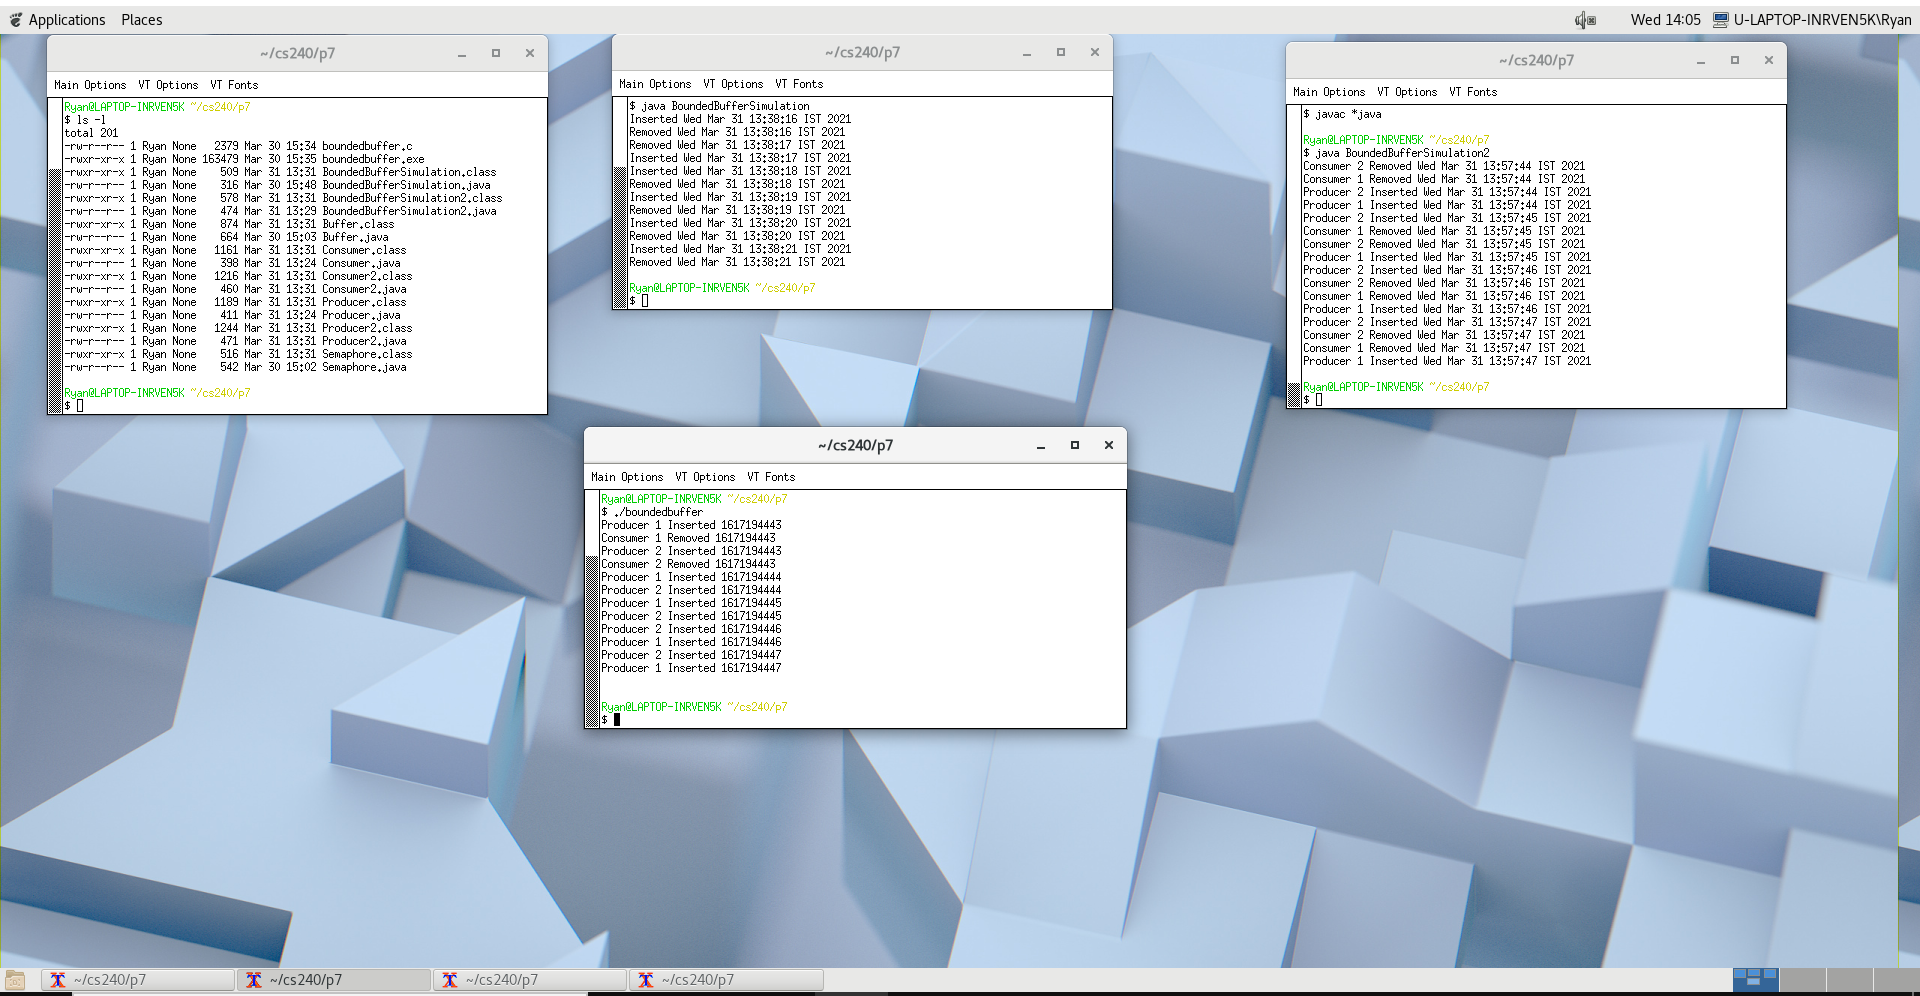 Applications Places
Wed 14:05 U-LAPTOP-INRVEN5K\Ryan
~/cs240/p7
Main Options VT Options VT Fonts
Ryan@LAPTOP-INRVEN5K ~/cs240/p7
$ ls -l
total 201
-rw-r--r-- 1 Ryan None 2379 Mar 30 15:34 boundedbuffer.c
-rwxr-xr-x 1 Ryan None 163479 Mar 30 15:35 boundedbuffer.exe
-rwxr-xr-x 1 Ryan None 509 Mar 31 13:31 BoundedBufferSimulation.class
-rw-r--r-- 1 Ryan None 316 Mar 30 15:48 BoundedBufferSimulation.java
-rwxr-xr-x 1 Ryan None 578 Mar 31 13:31 BoundedBufferSimulation2.class
-rw-r--r-- 1 Ryan None 474 Mar 31 13:29 BoundedBufferSimulation2.java
-rwxr-xr-x 1 Ryan None 874 Mar 31 13:31 Buffer.class
-rw-r--r-- 1 Ryan None 664 Mar 30 15:03 Buffer.java
-rwxr-xr-x 1 Ryan None 1161 Mar 31 13:31 Consumer.class
-rw-r--r-- 1 Ryan None 398 Mar 31 13:24 Consumer.java
-rwxr-xr-x 1 Ryan None 1216 Mar 31 13:31 Consumer2.class
-rw-r--r-- 1 Ryan None 460 Mar 31 13:31 Consumer2.java
-rwxr-xr-x 1 Ryan None 1189 Mar 31 13:31 Producer.class
-rw-r--r-- 1 Ryan None 411 Mar 31 13:24 Producer.java
-rwxr-xr-x 1 Ryan None 1244 Mar 31 13:31 Producer2.class
-rw-r--r-- 1 Ryan None 471 Mar 31 13:31 Producer2.java
-rwxr-xr-x 1 Ryan None 516 Mar 31 13:31 Semaphore.class
-rw-r--r-- 1 Ryan None 542 Mar 30 15:02 Semaphore.java
Ryan@LAPTOP-INRVEN5K ~/cs240/p7
$
~/cs240/p7
Main Options VT Options VT Fonts
$ java BoundedBufferSimulation
Inserted Wed Mar 31 13:38:16 IST 2021
Removed Wed Mar 31 13:38:16 IST 2021
Removed Wed Mar 31 13:38:17 IST 2021
Inserted Wed Mar 31 13:38:17 IST 2021
Inserted Wed Mar 31 13:38:18 IST 2021
Removed Wed Mar 31 13:38:18 IST 2021
Inserted Wed Mar 31 13:38:19 IST 2021
Removed Wed Mar 31 13:38:19 IST 2021
Inserted Wed Mar 31 13:38:20 IST 2021
Removed Wed Mar 31 13:38:20 IST 2021
Inserted Wed Mar 31 13:38:21 IST 2021
Removed Wed Mar 31 13:38:21 IST 2021
Ryan@LAPTOP-INRVEN5K ~/cs240/p7
$
~/cs240/p7
Main Options VT Options VT Fonts
$ javac *java
Ryan@LAPTOP-INRVEN5K ~/cs240/p7
$ java BoundedBufferSimulation2
Consumer 2 Removed Wed Mar 31 13:57:44 IST 2021
Consumer 1 Removed Wed Mar 31 13:57:44 IST 2021
Producer 2 Inserted Wed Mar 31 13:57:44 IST 2021
Producer 1 Inserted Wed Mar 31 13:57:44 IST 2021
Producer 2 Inserted Wed Mar 31 13:57:45 IST 2021
Consumer 1 Removed Wed Mar 31 13:57:45 IST 2021
Consumer 2 Removed Wed Mar 31 13:57:45 IST 2021
Producer 1 Inserted Wed Mar 31 13:57:45 IST 2021
Producer 2 Inserted Wed Mar 31 13:57:46 IST 2021
Consumer 2 Removed Wed Mar 31 13:57:46 IST 2021
Consumer 1 Removed Wed Mar 31 13:57:46 IST 2021
Producer 1 Inserted Wed Mar 31 13:57:46 IST 2021
Producer 2 Inserted Wed Mar 31 13:57:47 IST 2021
Consumer 2 Removed Wed Mar 31 13:57:47 IST 2021
Consumer 1 Removed Wed Mar 31 13:57:47 IST 2021
Producer 1 Inserted Wed Mar 31 13:57:47 IST 2021
Ryan@LAPTOP-INRVEN5K ~/cs240/p7
$
~/cs240/p7
Main Options VT Options VT Fonts
Ryan@LAPTOP-INRVEN5K ~/cs240/p7
$ ./boundedbuffer
Producer 1 Inserted 1617194443
Consumer 1 Removed 1617194443
Producer 2 Inserted 1617194443
Consumer 2 Removed 1617194443
Producer 1 Inserted 1617194444
Producer 2 Inserted 1617194444
Producer 1 Inserted 1617194445
Producer 2 Inserted 1617194445
Producer 2 Inserted 1617194446
Producer 1 Inserted 1617194446
Producer 2 Inserted 1617194447
Producer 1 Inserted 1617194447
Ryan@LAPTOP-INRVEN5K ~/cs240/p7
$
~/cs240/p7 ~/cs240/p7 ~/cs240/p7 ~/cs240/p7